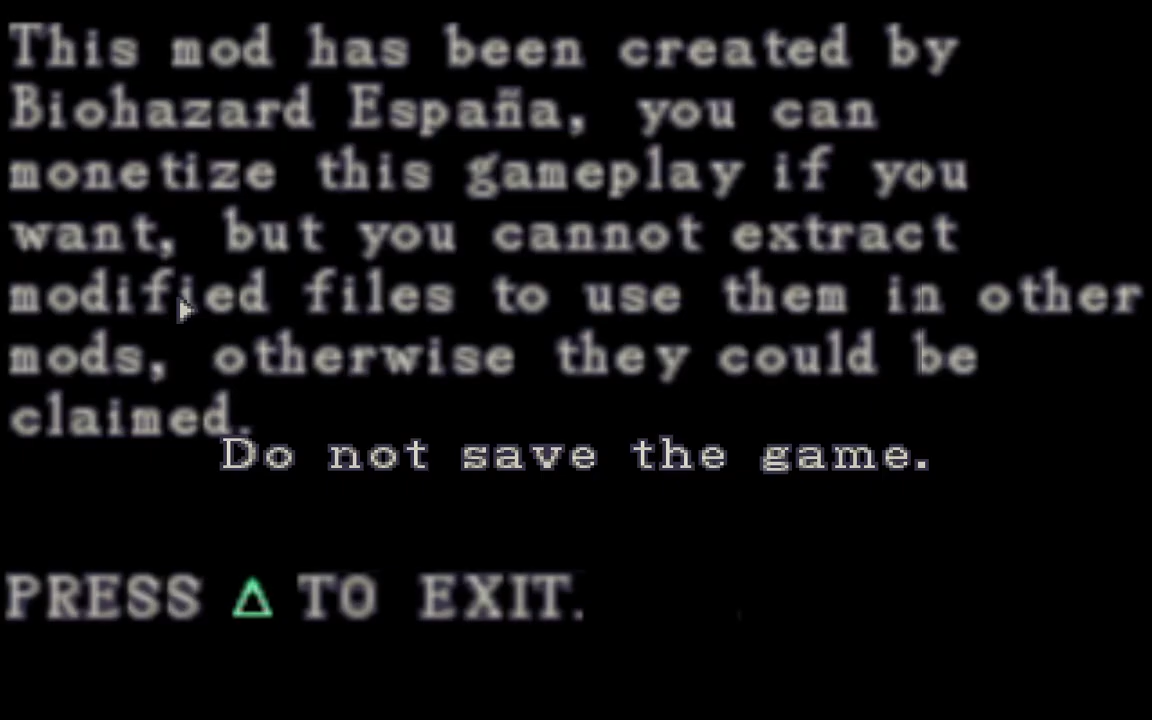 This mod has been created by
Biohazard España, you can
monetize this gameplay if you
want, but you cannot extract
modified files to use them in other
mods, otherwise they could be
claimed.
Do not save the game.
PRESS △ TO EXIT.